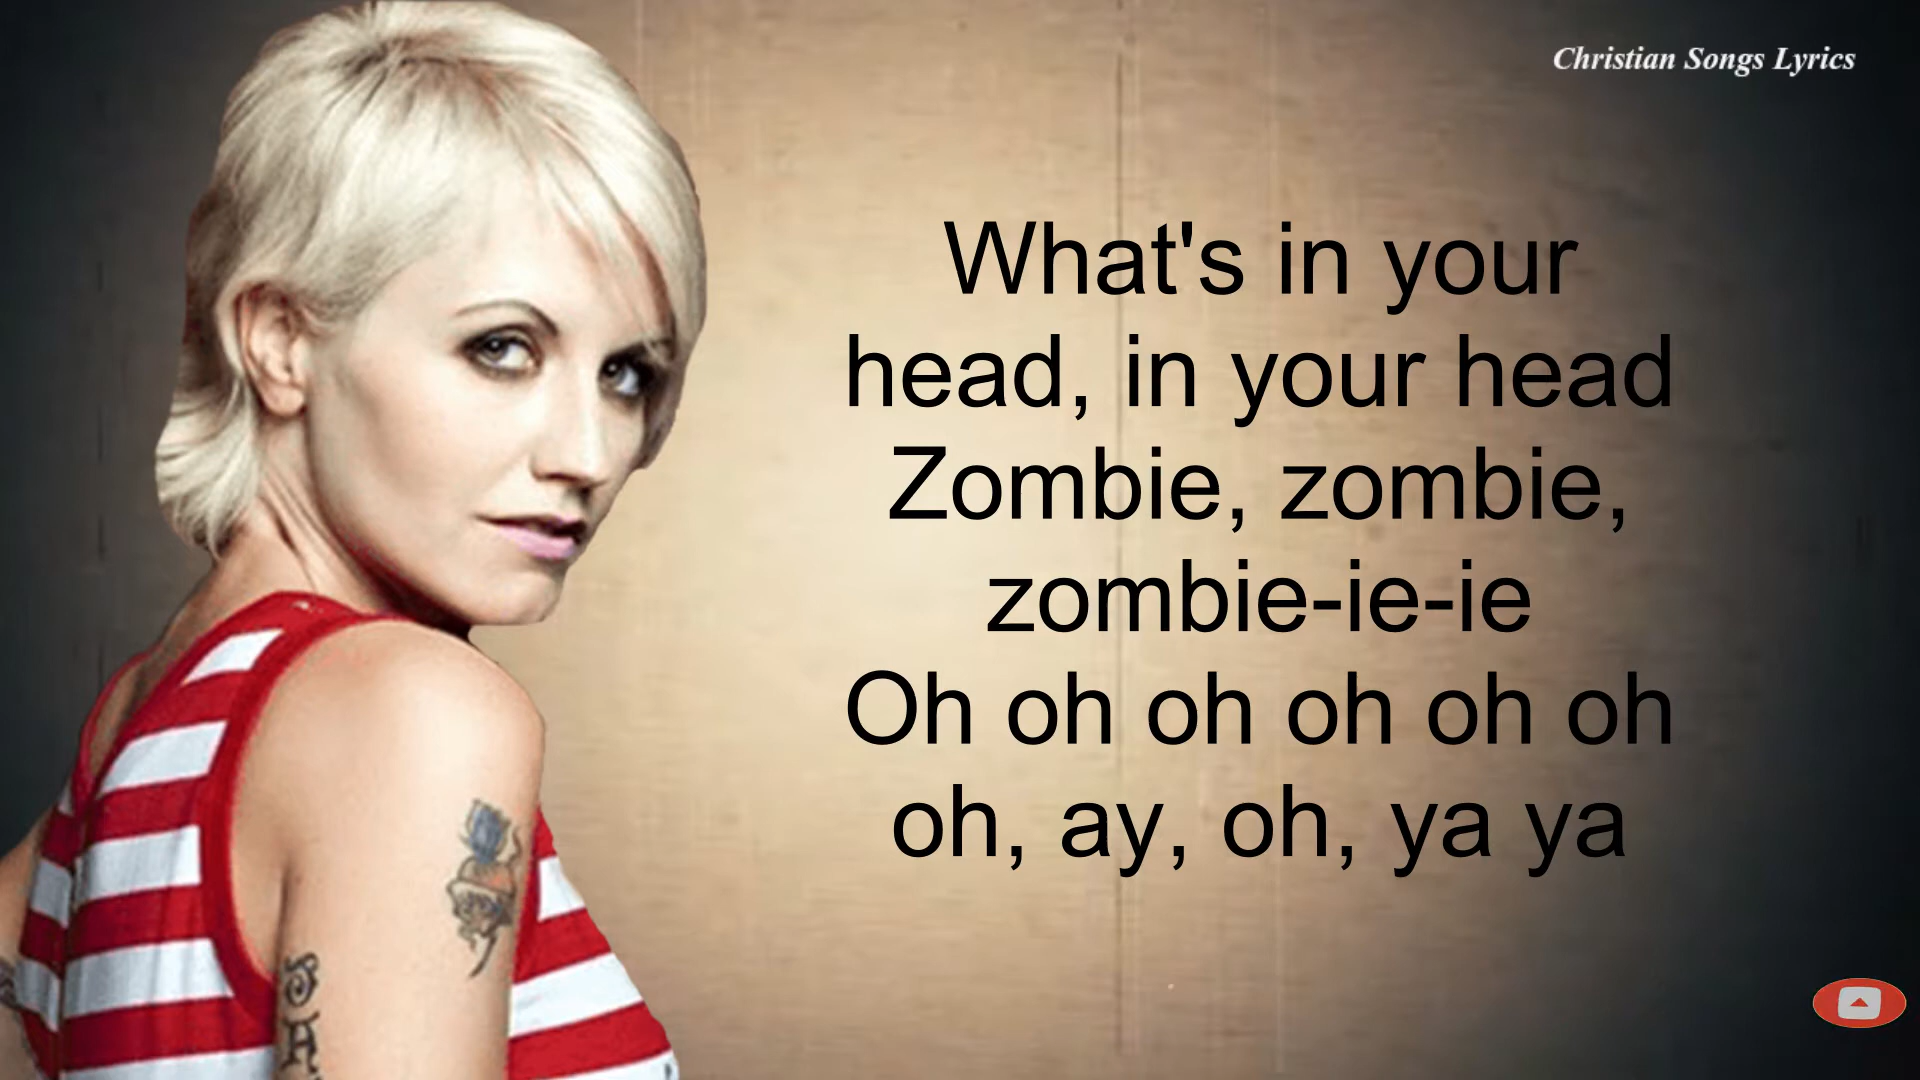 Christian Songs Lyrics
What's in your
head, in your head
Zombie, zombie,
zombie-ie-ie
Oh oh oh oh oh oh
oh, ay, oh, ya ya